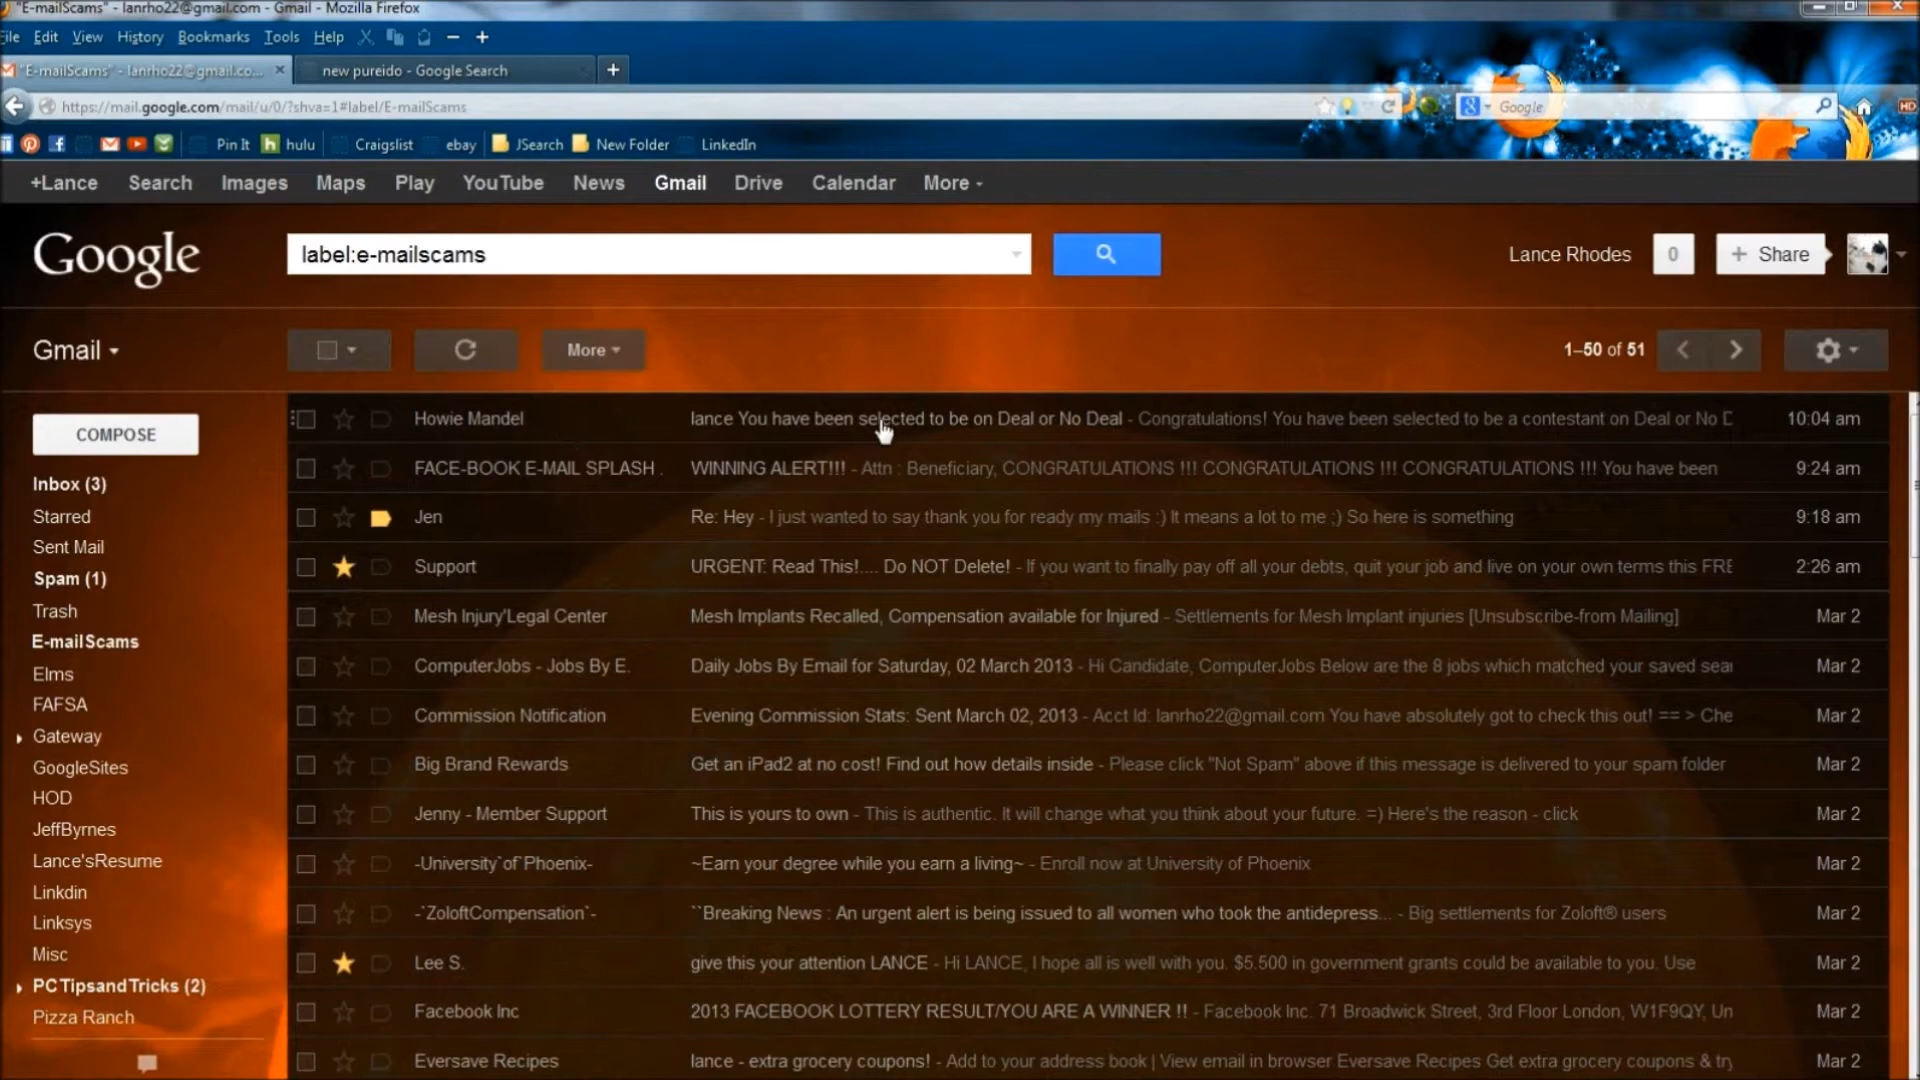 "E-mailScams" - lanrho22@gmail.com - Gmail - Mozilla Firefox
File Edit View History Bookmarks Tools Help
"E-mailScams" - lanrho22@gmail.co... new pureido - Google Search
https://mail.google.com/mail/u/0/?shva=1#label/E-mailScams Google
Pin It hulu Craigslist ebay JSearch New Folder LinkedIn
+Lance Search Images Maps Play YouTube News Gmail Drive Calendar More
Google label:e-mailscams Lance Rhodes 0 + Share
Gmail More 1–50 of 51
COMPOSE
Inbox (3)
Starred
Sent Mail
Spam (1)
Trash
E-mailScams
Elms
FAFSA
Gateway
GoogleSites
HOD
JeffByrnes
Lance'sResume
Linkdin
Linksys
Misc
PCTipsandTricks (2)
Pizza Ranch
Howie Mandel lance You have been selected to be on Deal or No Deal - Congratulations! You have been selected to be a contestant on Deal or No D 10:04 am
FACE-BOOK E-MAIL SPLASH . WINNING ALERT!!! - Attn : Beneficiary, CONGRATULATIONS !!! CONGRATULATIONS !!! CONGRATULATIONS !!! You have been 9:24 am
Jen Re: Hey - I just wanted to say thank you for ready my mails :) It means a lot to me ;) So here is something 9:18 am
Support URGENT: Read This!.... Do NOT Delete! - If you want to finally pay off all your debts, quit your job and live on your own terms this FRE 2:26 am
Mesh Injury'Legal Center Mesh Implants Recalled, Compensation available for Injured - Settlements for Mesh Implant injuries [Unsubscribe-from Mailing] Mar 2
ComputerJobs - Jobs By E. Daily Jobs By Email for Saturday, 02 March 2013 - Hi Candidate, ComputerJobs Below are the 8 jobs which matched your saved sear Mar 2
Commission Notification Evening Commission Stats: Sent March 02, 2013 - Acct Id: lanrho22@gmail.com You have absolutely got to check this out! == > Che Mar 2
Big Brand Rewards Get an iPad2 at no cost! Find out how details inside - Please click "Not Spam" above if this message is delivered to your spam folder Mar 2
Jenny - Member Support This is yours to own - This is authentic. It will change what you think about your future. =) Here's the reason - click Mar 2
-University`of`Phoenix- ~Earn your degree while you earn a living~ - Enroll now at University of Phoenix Mar 2
-`ZoloftCompensation`- ``Breaking News : An urgent alert is being issued to all women who took the antidepress... - Big settlements for Zoloft® users Mar 2
Lee S. give this your attention LANCE - Hi LANCE, I hope all is well with you. $5.500 in government grants could be available to you. Use Mar 2
Facebook Inc 2013 FACEBOOK LOTTERY RESULT/YOU ARE A WINNER !! - Facebook Inc. 71 Broadwick Street, 3rd Floor London, W1F9QY, Un Mar 2
Eversave Recipes lance - extra grocery coupons! - Add to your address book | View email in browser Eversave Recipes Get extra grocery coupons & try Mar 2